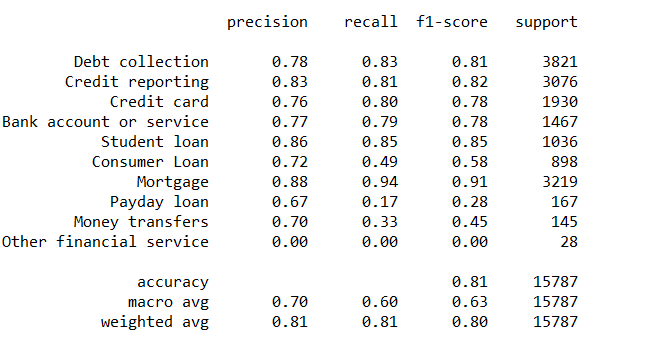 precision recall f1-score support
Debt collection 0.78 0.83 0.81 3821
Credit reporting 0.83 0.81 0.82 3076
Credit card 0.76 0.80 0.78 1930
Bank account or service 0.77 0.79 0.78 1467
Student loan 0.86 0.85 0.85 1036
Consumer Loan 0.72 0.49 0.58 898
Mortgage 0.88 0.94 0.91 3219
Payday loan 0.67 0.17 0.28 167
Money transfers 0.70 0.33 0.45 145
Other financial service 0.00 0.00 0.00 28
accuracy 0.81 15787
macro avg 0.70 0.60 0.63 15787
weighted avg 0.81 0.81 0.80 15787